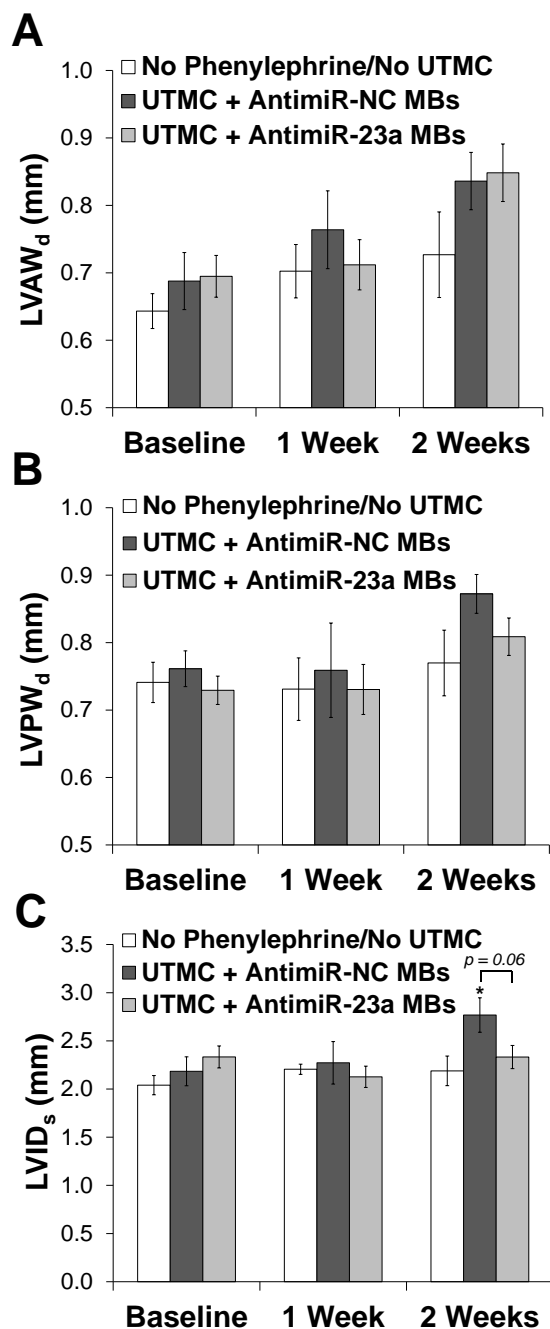 A
No Phenylephrine/No UTMC
UTMC + AntimiR-NC MBs
UTMC + AntimiR-23a MBs
LVAWd (mm)
1.0
0.9
0.8
0.7
0.6
0.5
Baseline 1 Week 2 Weeks
B
No Phenylephrine/No UTMC
UTMC + AntimiR-NC MBs
UTMC + AntimiR-23a MBs
LVPWd (mm)
1.0
0.9
0.8
0.7
0.6
0.5
Baseline 1 Week 2 Weeks
C
No Phenylephrine/No UTMC
UTMC + AntimiR-NC MBs
UTMC + AntimiR-23a MBs
p = 0.06
*
LVIDs (mm)
3.5
3.0
2.5
2.0
1.5
1.0
0.5
0.0
Baseline 1 Week 2 Weeks